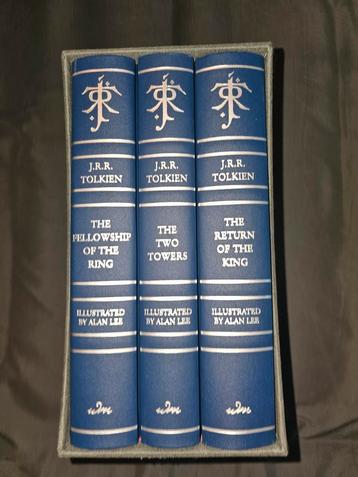 J.R.R.
TOLKIEN
THE
FELLOWSHIP
OF THE
RING
ILLUSTRATED
BY ALAN LEE
J.R.R.
TOLKIEN
THE
TWO
TOWERS
ILLUSTRATED
BY ALAN LEE
J.R.R.
TOLKIEN
THE
RETURN
OF THE
KING
ILLUSTRATED
BY ALAN LEE